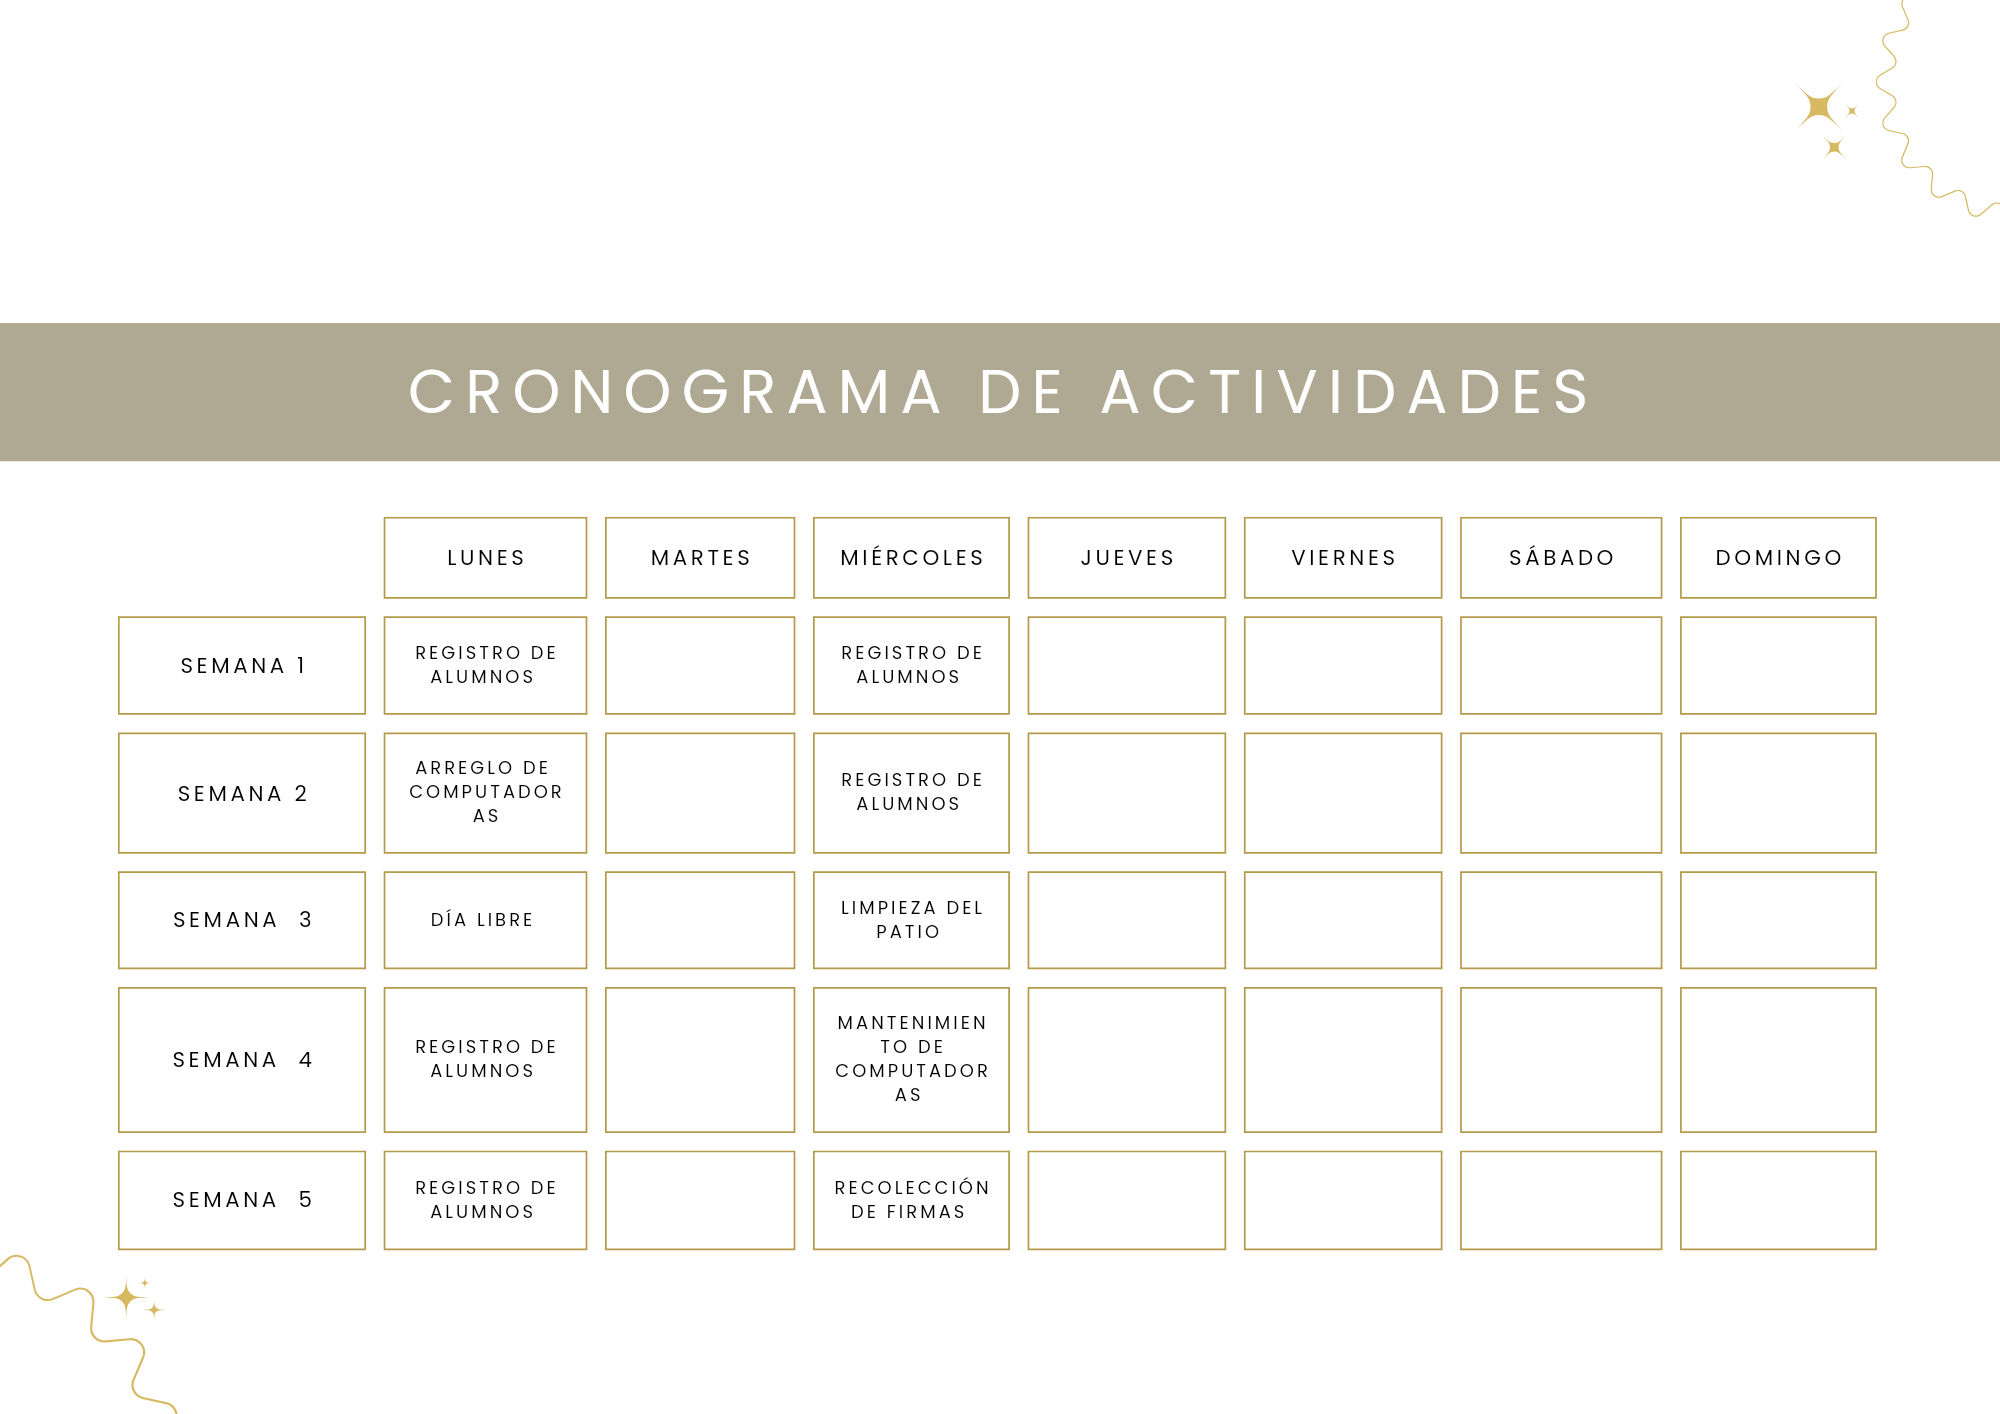 CRONOGRAMA DE ACTIVIDADES
LUNES MARTES MIÉRCOLES JUEVES VIERNES SÁBADO DOMINGO
SEMANA 1
REGISTRO DE
ALUMNOS
REGISTRO DE
ALUMNOS
SEMANA 2
ARREGLO DE
COMPUTADOR
AS
REGISTRO DE
ALUMNOS
SEMANA 3
DÍA LIBRE
LIMPIEZA DEL
PATIO
SEMANA 4
REGISTRO DE
ALUMNOS
MANTENIMIEN
TO DE
COMPUTADOR
AS
SEMANA 5
REGISTRO DE
ALUMNOS
RECOLECCIÓN
DE FIRMAS